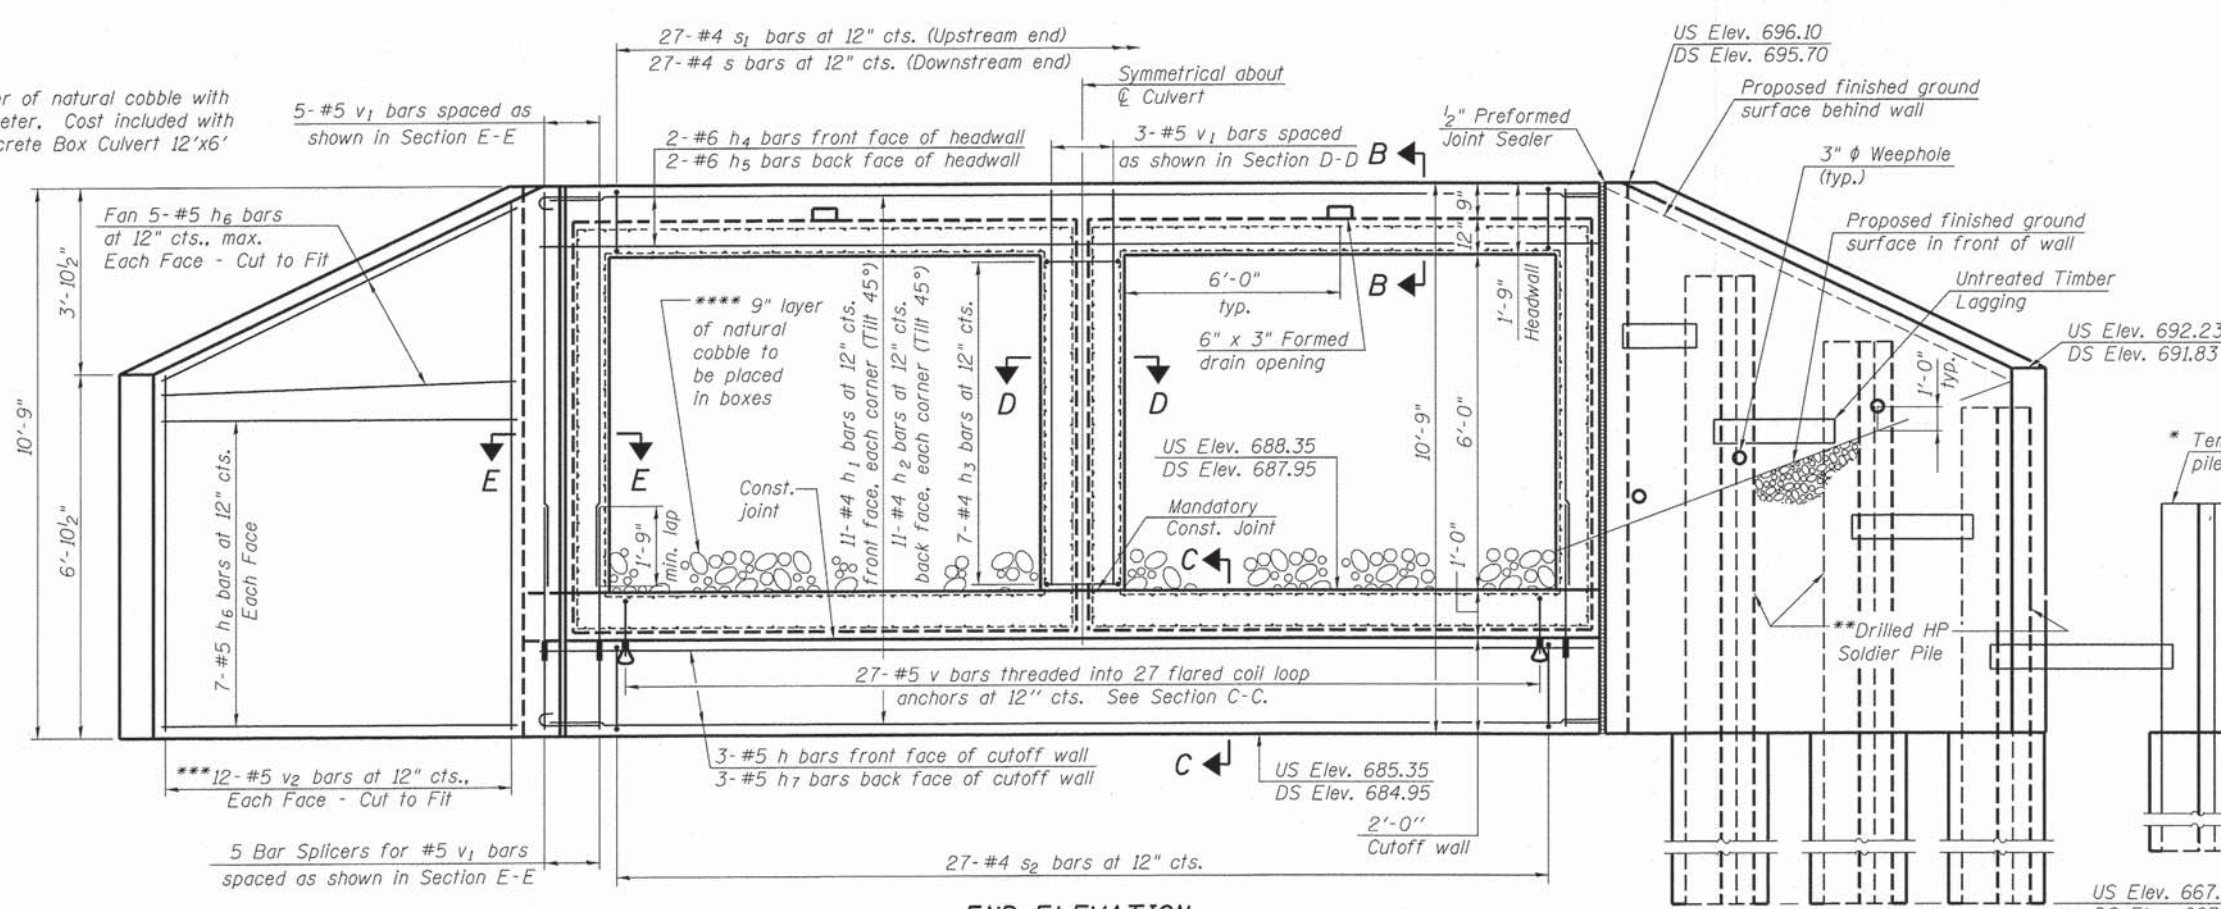 27-#4 s1 bars at 12" cts. (Upstream end)
27-#4 s bars at 12" cts. (Downstream end)
US Elev. 696.10
DS Elev. 695.70
Symmetrical about
℄ Culvert
of natural cobble with
Cost included with
Box Culvert 12'x6'
5-#5 v1 bars spaced as
shown in Section E-E
2-#6 h4 bars front face of headwall
2-#6 h5 bars back face of headwall
3-#5 v1 bars spaced
as shown in Section D-D
B
1/2" Preformed
Joint Sealer
Proposed finished ground
surface behind wall
3" ϕ Weephole
(typ.)
Fan 5-#5 h6 bars
at 12" cts., max.
Each Face - Cut to Fit
9"
12"
Proposed finished ground
surface in front of wall
3'-10½"
10'-9"
6'-10½"
**** 9" layer
of natural
cobble to
be placed
in boxes
11-#4 h1 bars at 12" cts.
front face, each corner (Tilt 45°)
11-#4 h2 bars at 12" cts.
back face, each corner (Tilt 45°)
7-#4 h3 bars at 12" cts.
6'-0"
typ.
B
1'-9"
Headwall
6" x 3" Formed
drain opening
Untreated Timber
Lagging
US Elev. 692.23
DS Elev. 691.83
1'-0"
typ.
D
D
10'-9"
6'-0"
7-#5 h6 bars at 12" cts.
Each Face
E
E
US Elev. 688.35
DS Elev. 687.95
*
Const.
joint
Mandatory
Const. Joint
1'-9"
min. lap
C
1'-0"
**Drilled HP
Soldier Pile
27-#5 v bars threaded into 27 flared coil loop
anchors at 12" cts. See Section C-C.
3-#5 h bars front face of cutoff wall
3-#5 h7 bars back face of cutoff wall
C
US Elev. 685.35
DS Elev. 684.95
***12-#5 v2 bars at 12" cts.,
Each Face - Cut to Fit
2'-0"
Cutoff wall
5 Bar Splicers for #5 v1 bars
spaced as shown in Section E-E
27-#4 s2 bars at 12" cts.
US Elev. 667.
END ELEVATION